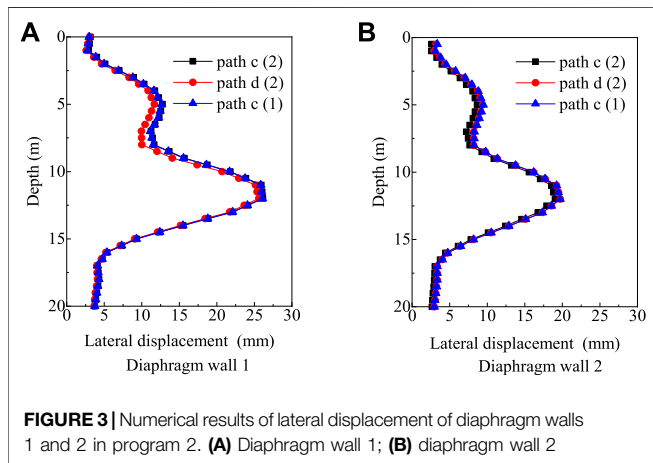 A
B
0
5
10
15
20
Depth (m)
path c (2)
path d (2)
path c (1)
0 5 10 15 20 25 30
Lateral displacement (mm)
Diaphragm wall 1
0
5
10
15
20
Depth (m)
path c (2)
path d (2)
path c (1)
0 5 10 15 20 25 30
Lateral displacement (mm)
Diaphragm wall 2
FIGURE 3 | Numerical results of lateral displacement of diaphragm walls
1 and 2 in program 2. (A) Diaphragm wall 1; (B) diaphragm wall 2